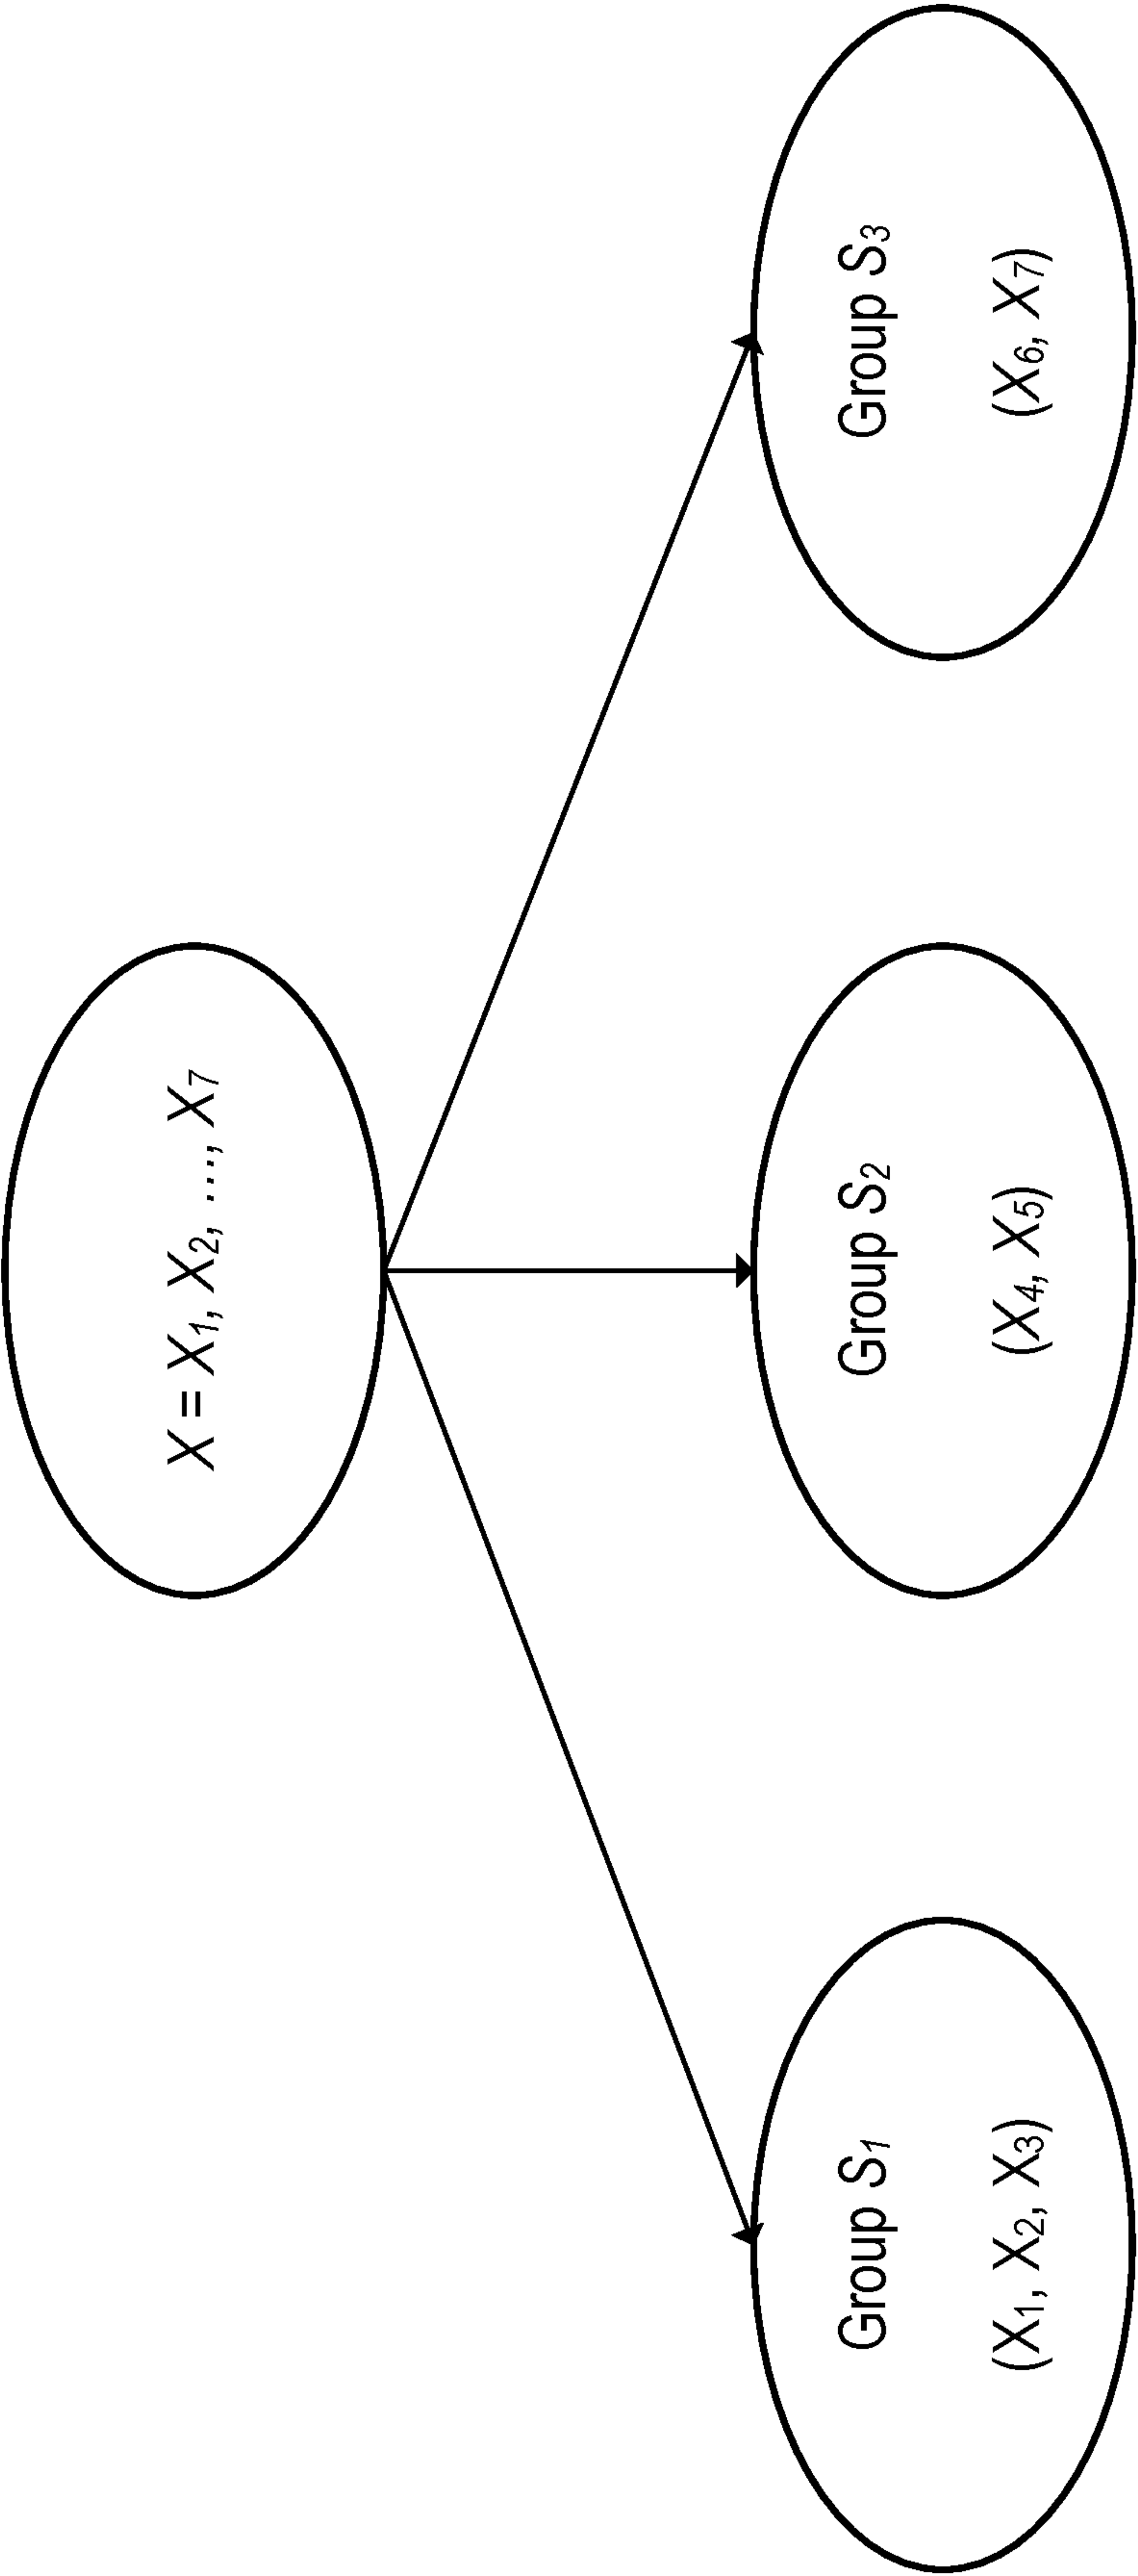 X = X1, X2, ..., X7
Group S1
(X1, X2, X3)
Group S2
(X4, X5)
Group S3
(X6, X7)